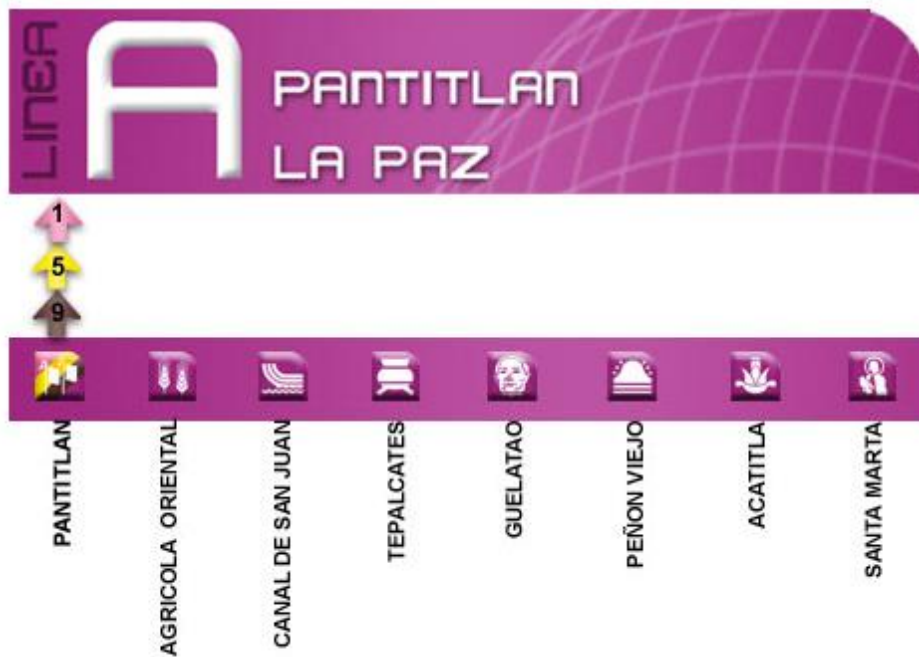 LINEA
A
PANTITLAN
LA PAZ
1
5
9
PANTITLAN
AGRICOLA ORIENTAL
CANAL DE SAN JUAN
TEPALCATES
GUELATAO
PEÑON VIEJO
ACATITLA
SANTA MARTA